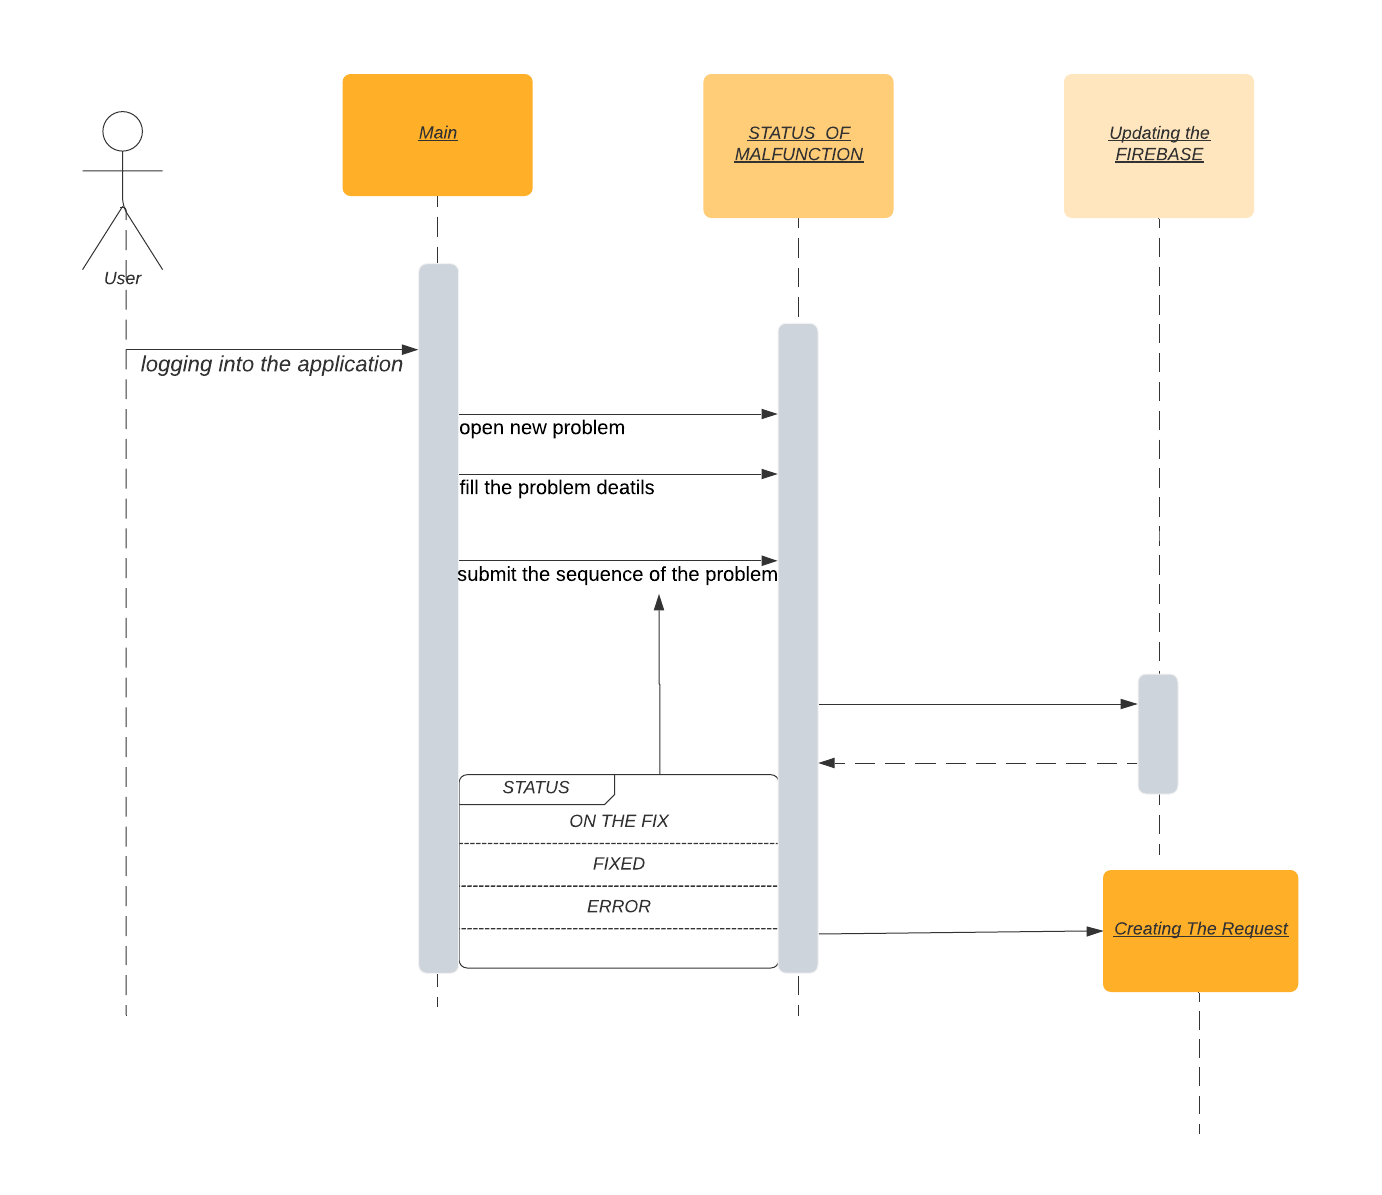 Main
STATUS OF
MALFUNCTION
Updating the
FIREBASE
User
logging into the application
open new problem
fill the problem deatils
submit the sequence of the problem
STATUS
ON THE FIX
FIXED
ERROR
Creating The Request